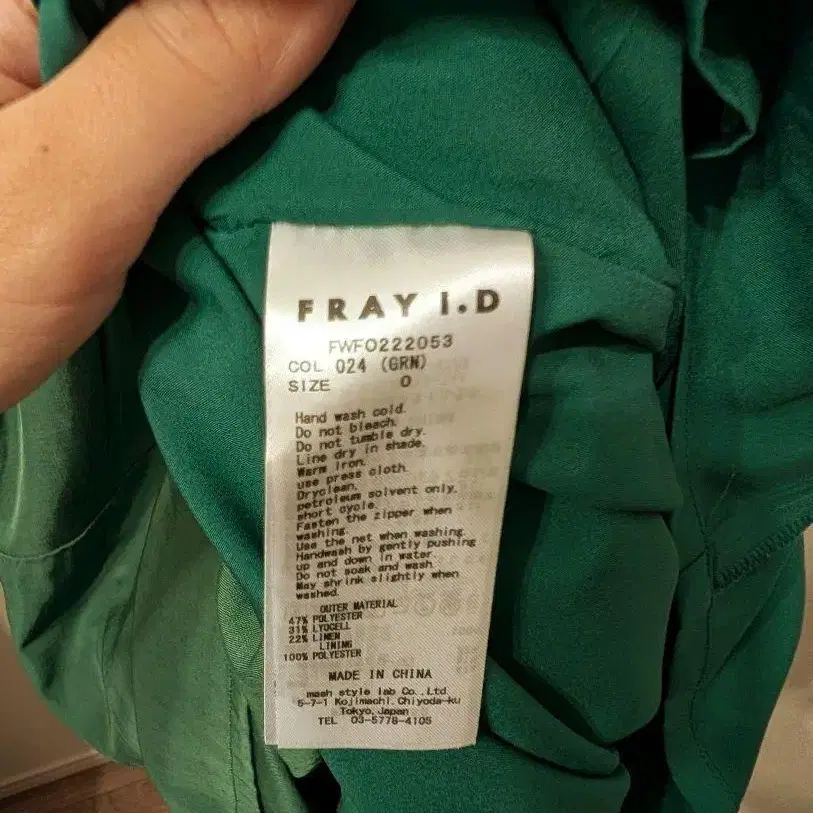 FRAY I.D
FWFO222053
COL 024 (GRN)
SIZE 0
Hand wash cold.
Do not bleach.
Do not tumble dry.
Line dry in shade.
Warm Iron.
use press cloth.
Dryclean.
petroleum solvent only.
short cycle.
Fasten the zipper when
washing.
Use the net when washing.
Handwash by gently pushing
up and down in water.
Do not soak and wash.
May shrink slightly when
washed.
OUTER MATERIAL
47% POLYESTER
31% LYOCELL
22% LINEN
LINING
100% POLYESTER
MADE IN CHINA
mash style lab Co.,Ltd.
5-7-1 Kojimachi.Chiyoda-ku
Tokyo.Japan
TEL 03-5778-4105